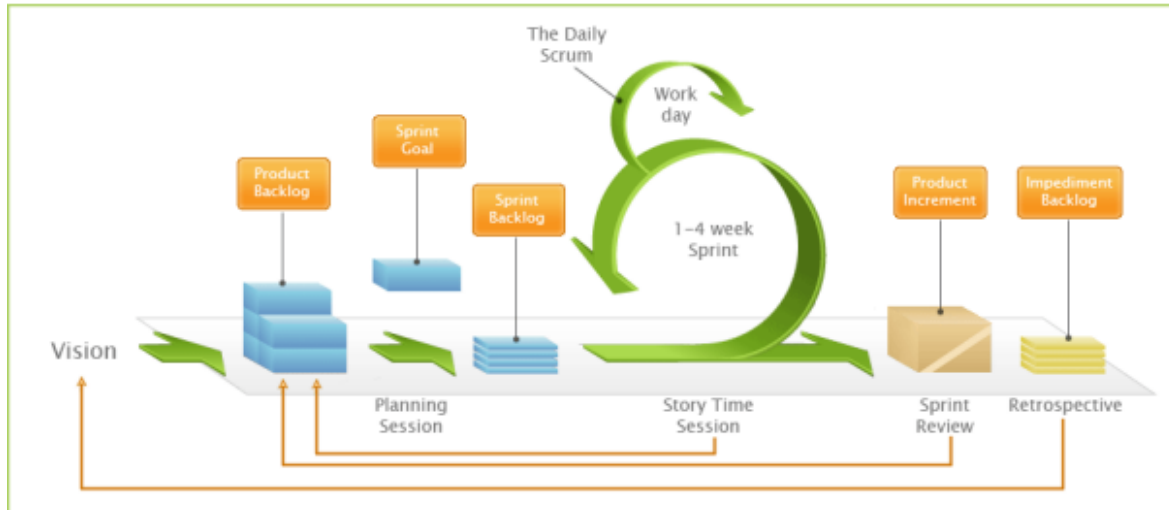 The Daily
Scrum
Work
day
Sprint
Goal
Product
Backlog
Sprint
Backlog
Product
Increment
Impediment
Backlog
1-4 week
Sprint
Vision
Planning
Session
Story Time
Session
Sprint
Review
Retrospective